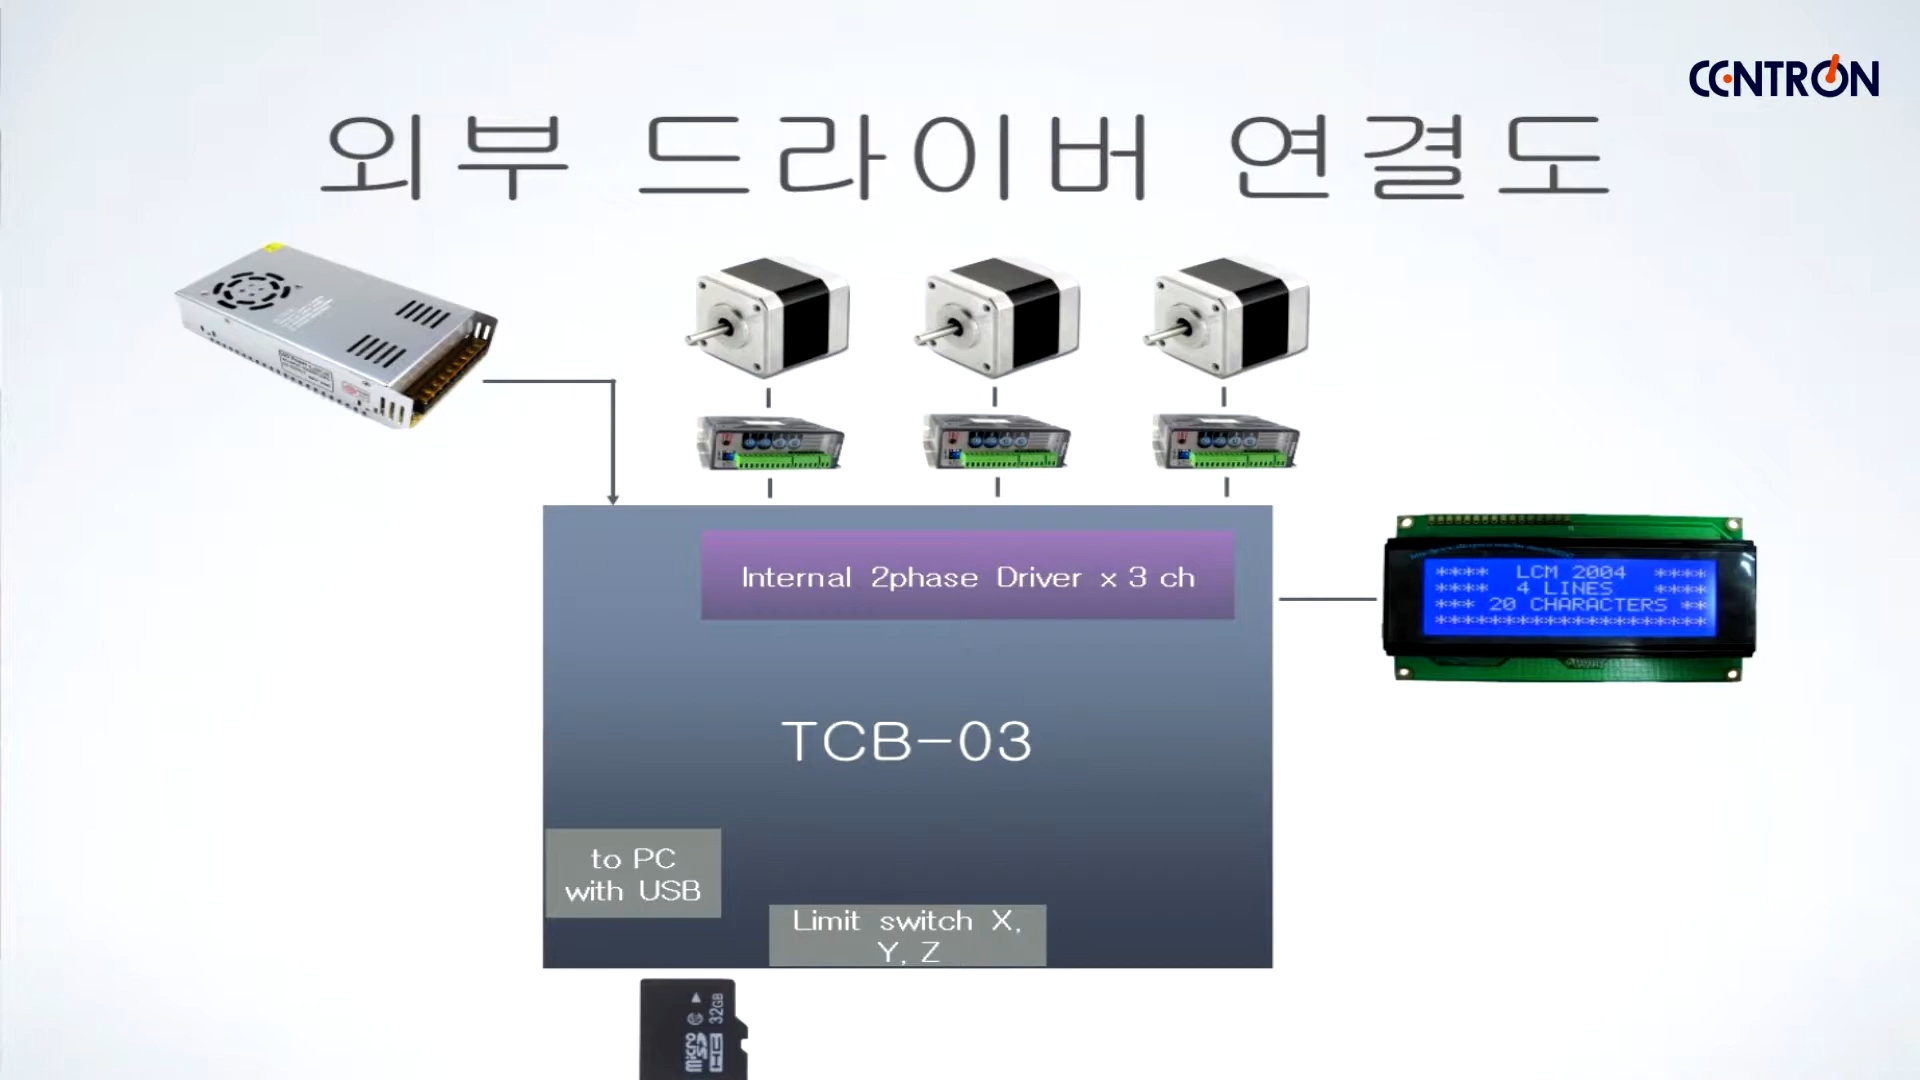 CENTRON
외부 드라이버 연결도
Internal 2phase Driver x 3 ch
**** LCM 2004 ****
**** 4 LINES ****
*** 20 CHARACTERS **
********************
TCB-03
to PC
with USB
Limit switch X,
Y, Z
32GB
micro
SD
HC